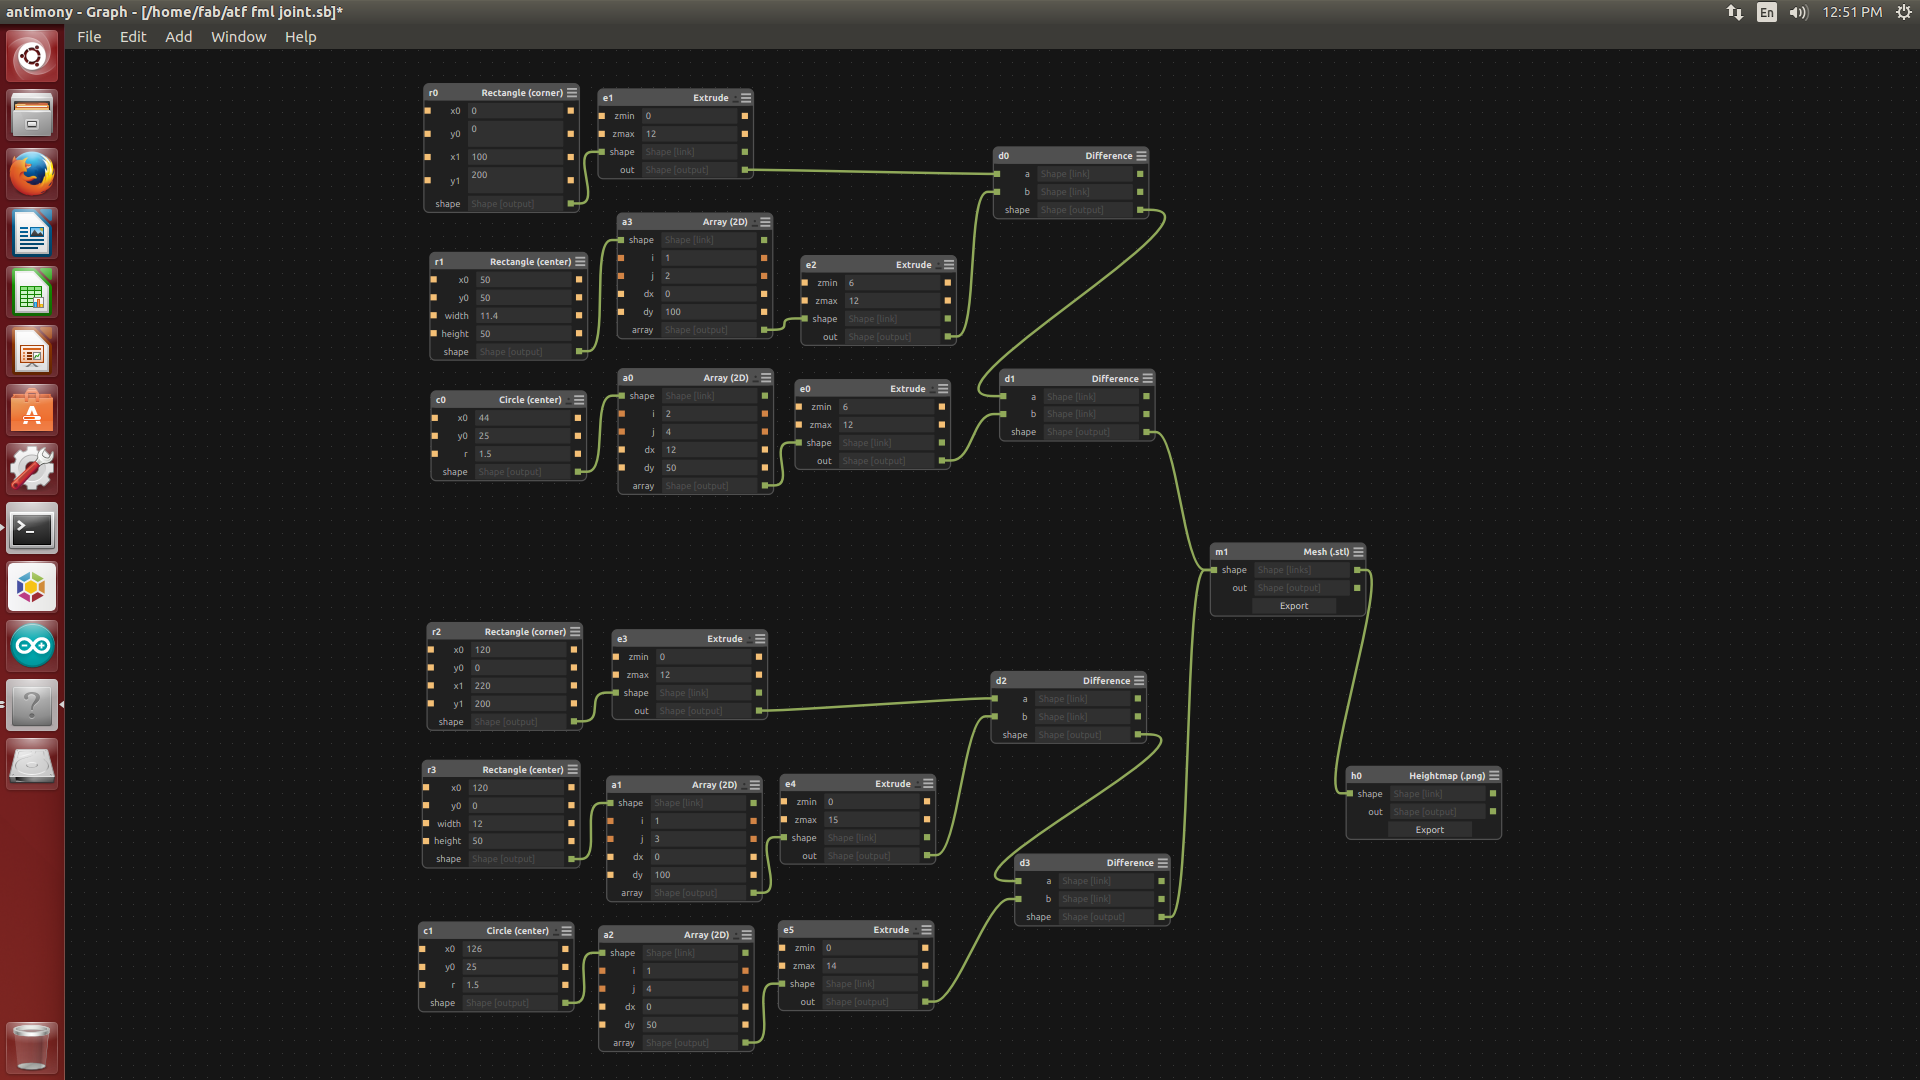 antimony - Graph - [/home/fab/atf fml joint.sb]*
En
12:51 PM
File Edit Add Window Help
r0 Rectangle (corner)
x0 0
y0 0
x1 100
y1 200
shape Shape [output]
e1 Extrude
zmin 0
zmax 12
shape Shape [link]
out Shape [output]
d0 Difference
a Shape [link]
b Shape [link]
shape Shape [output]
r1 Rectangle (center)
x0 50
y0 50
width 11.4
height 50
shape Shape [output]
a3 Array (2D)
shape Shape [link]
i 1
j 2
dx 0
dy 100
array Shape [output]
e2 Extrude
zmin 6
zmax 12
shape Shape [link]
out Shape [output]
c0 Circle (center)
x0 44
y0 25
r 1.5
shape Shape [output]
a0 Array (2D)
shape Shape [link]
i 2
j 4
dx 12
dy 50
array Shape [output]
e0 Extrude
zmin 6
zmax 12
shape Shape [link]
out Shape [output]
d1 Difference
a Shape [link]
b Shape [link]
shape Shape [output]
m1 Mesh (.stl)
shape Shape [links]
out Shape [output]
Export
r2 Rectangle (corner)
x0 120
y0 0
x1 220
y1 200
shape Shape [output]
e3 Extrude
zmin 0
zmax 12
shape Shape [link]
out Shape [output]
d2 Difference
a Shape [link]
b Shape [link]
shape Shape [output]
r3 Rectangle (center)
x0 120
y0 0
width 12
height 50
shape Shape [output]
a1 Array (2D)
shape Shape [link]
i 1
j 3
dx 0
dy 100
array Shape [output]
e4 Extrude
zmin 0
zmax 15
shape Shape [link]
out Shape [output]
h0 Heightmap (.png)
shape Shape [link]
out Shape [output]
Export
d3 Difference
a Shape [link]
b Shape [link]
shape Shape [output]
c1 Circle (center)
x0 126
y0 25
r 1.5
shape Shape [output]
a2 Array (2D)
shape Shape [link]
i 1
j 4
dx 0
dy 50
array Shape [output]
e5 Extrude
zmin 0
zmax 14
shape Shape [link]
out Shape [output]